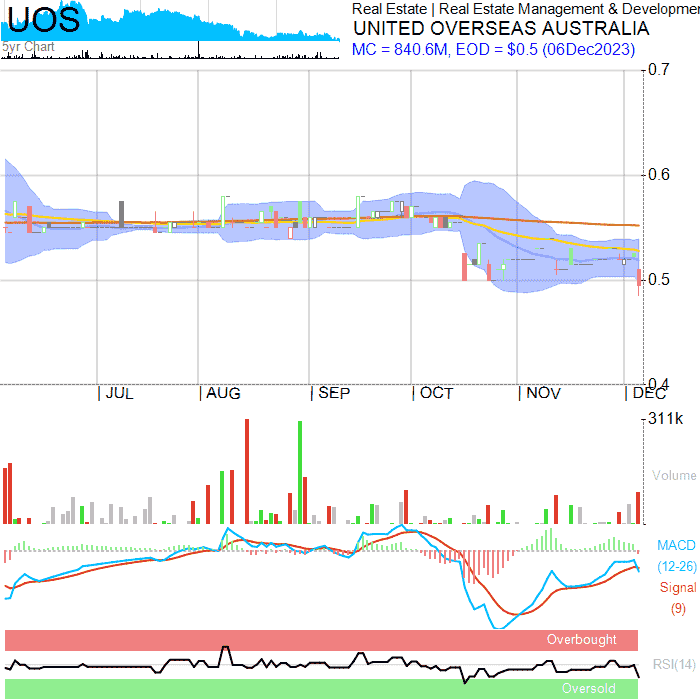 UOS
5yr Chart
Real Estate | Real Estate Management & Developmer
UNITED OVERSEAS AUSTRALIA
MC = 840.6M, EOD = $0.5 (06Dec2023)
0.7
0.6
0.5
0.4
| JUL | AUG | SEP | OCT | NOV | DEC
311k
Volume
MACD
(12-26)
Signal
(9)
Overbought
RSI(14)
Oversold